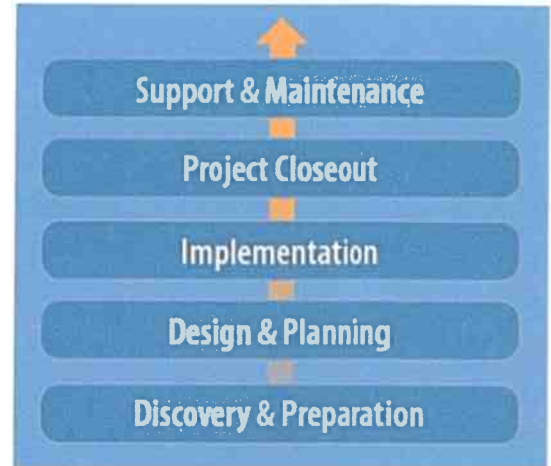 Support & Maintenance
Project Closeout
Implementation
Design & Planning
Discovery & Preparation